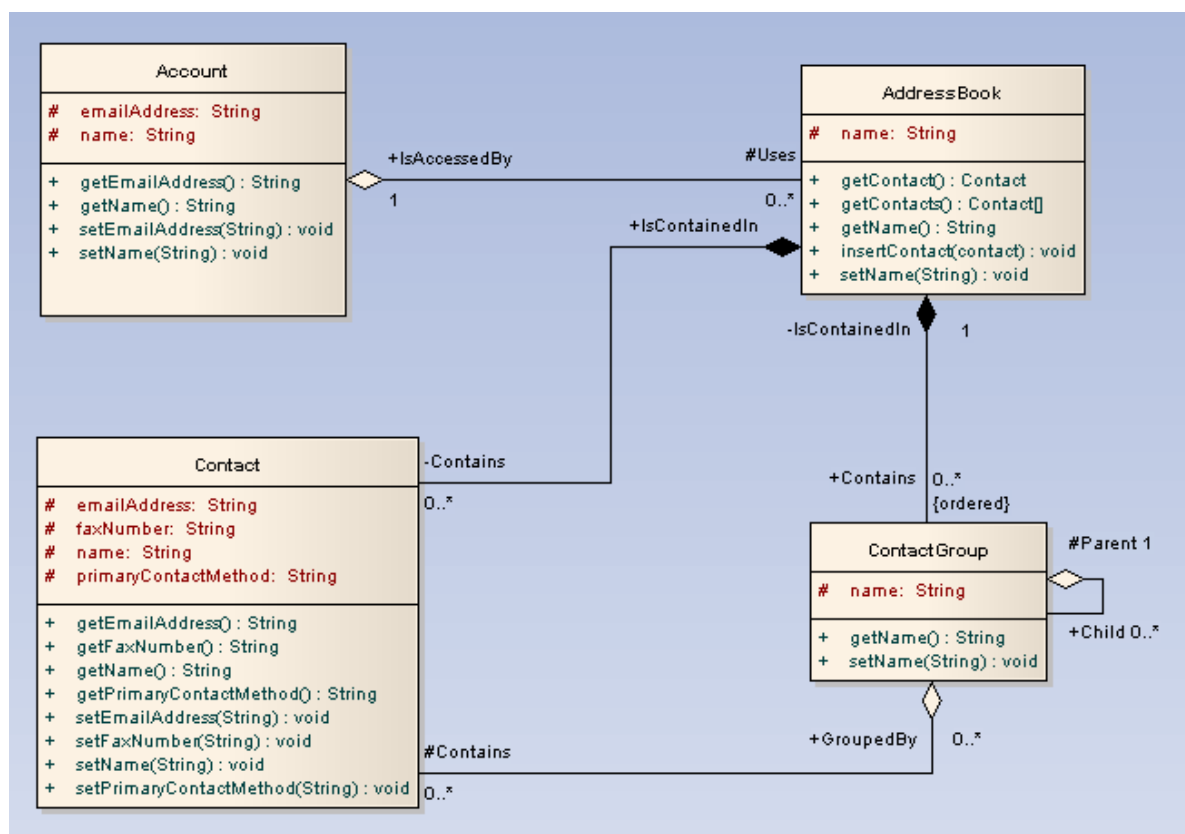 Account
# emailAddress: String
# name: String
+ getEmailAddress() : String
+ getName() : String
+ setEmailAddress(String) : void
+ setName(String) : void
+IsAccessedBy
1
#Uses
0..*
AddressBook
# name: String
+ getContact() : Contact
+ getContacts() : Contact[]
+ getName() : String
+ insertContact(contact) : void
+ setName(String) : void
+IsContainedIn
-IsContainedIn
1
Contact
# emailAddress: String
# faxNumber: String
# name: String
# primaryContactMethod: String
+ getEmailAddress() : String
+ getFaxNumber() : String
+ getName() : String
+ getPrimaryContactMethod() : String
+ setEmailAddress(String) : void
+ setFaxNumber(String) : void
+ setName(String) : void
+ setPrimaryContactMethod(String) : void
-Contains
0..*
+Contains
0..*
{ordered}
ContactGroup
# name: String
+ getName() : String
+ setName(String) : void
#Parent 1
+Child 0..*
+GroupedBy
0..*
#Contains
0..*